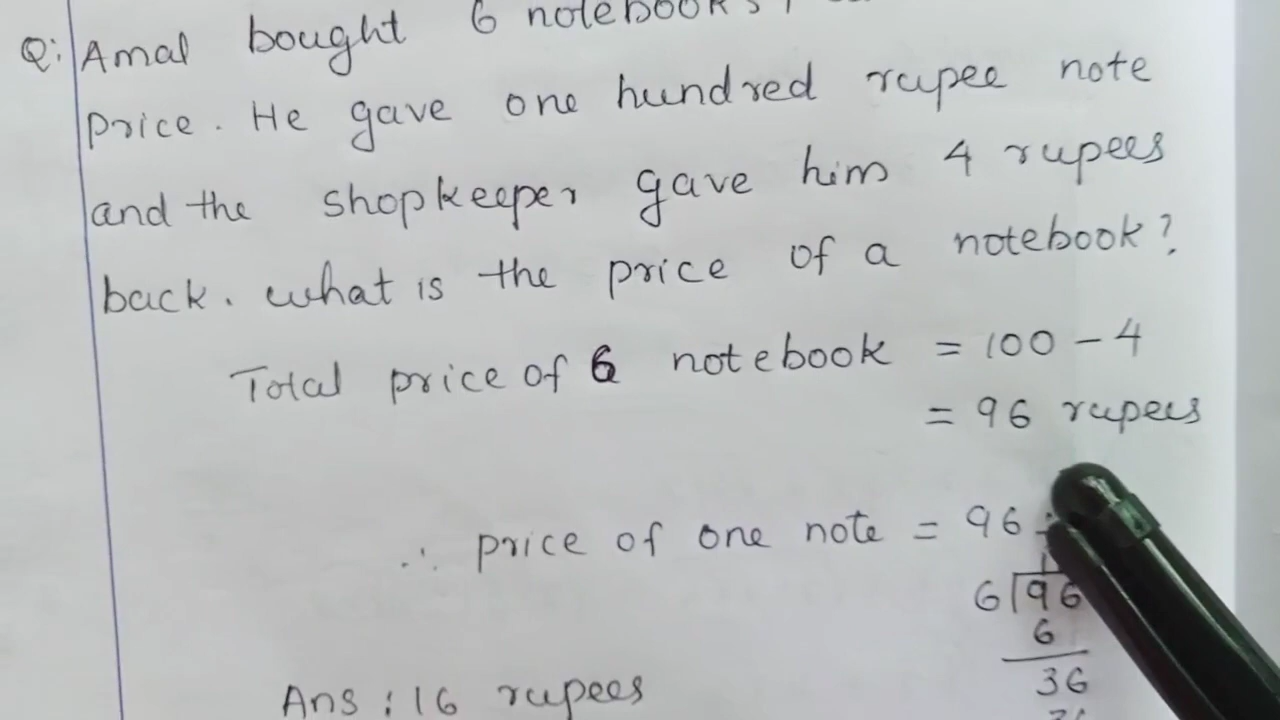 Q: Amal bought 6 notebooks
price. He gave one hundred rupee note
and the shopkeeper gave him 4 rupees
back. what is the price of a notebook?
Total price of 6 notebook = 100 - 4
= 96 rupees
∴ price of one note = 96
1
6 96
6
36
Ans : 16 rupees